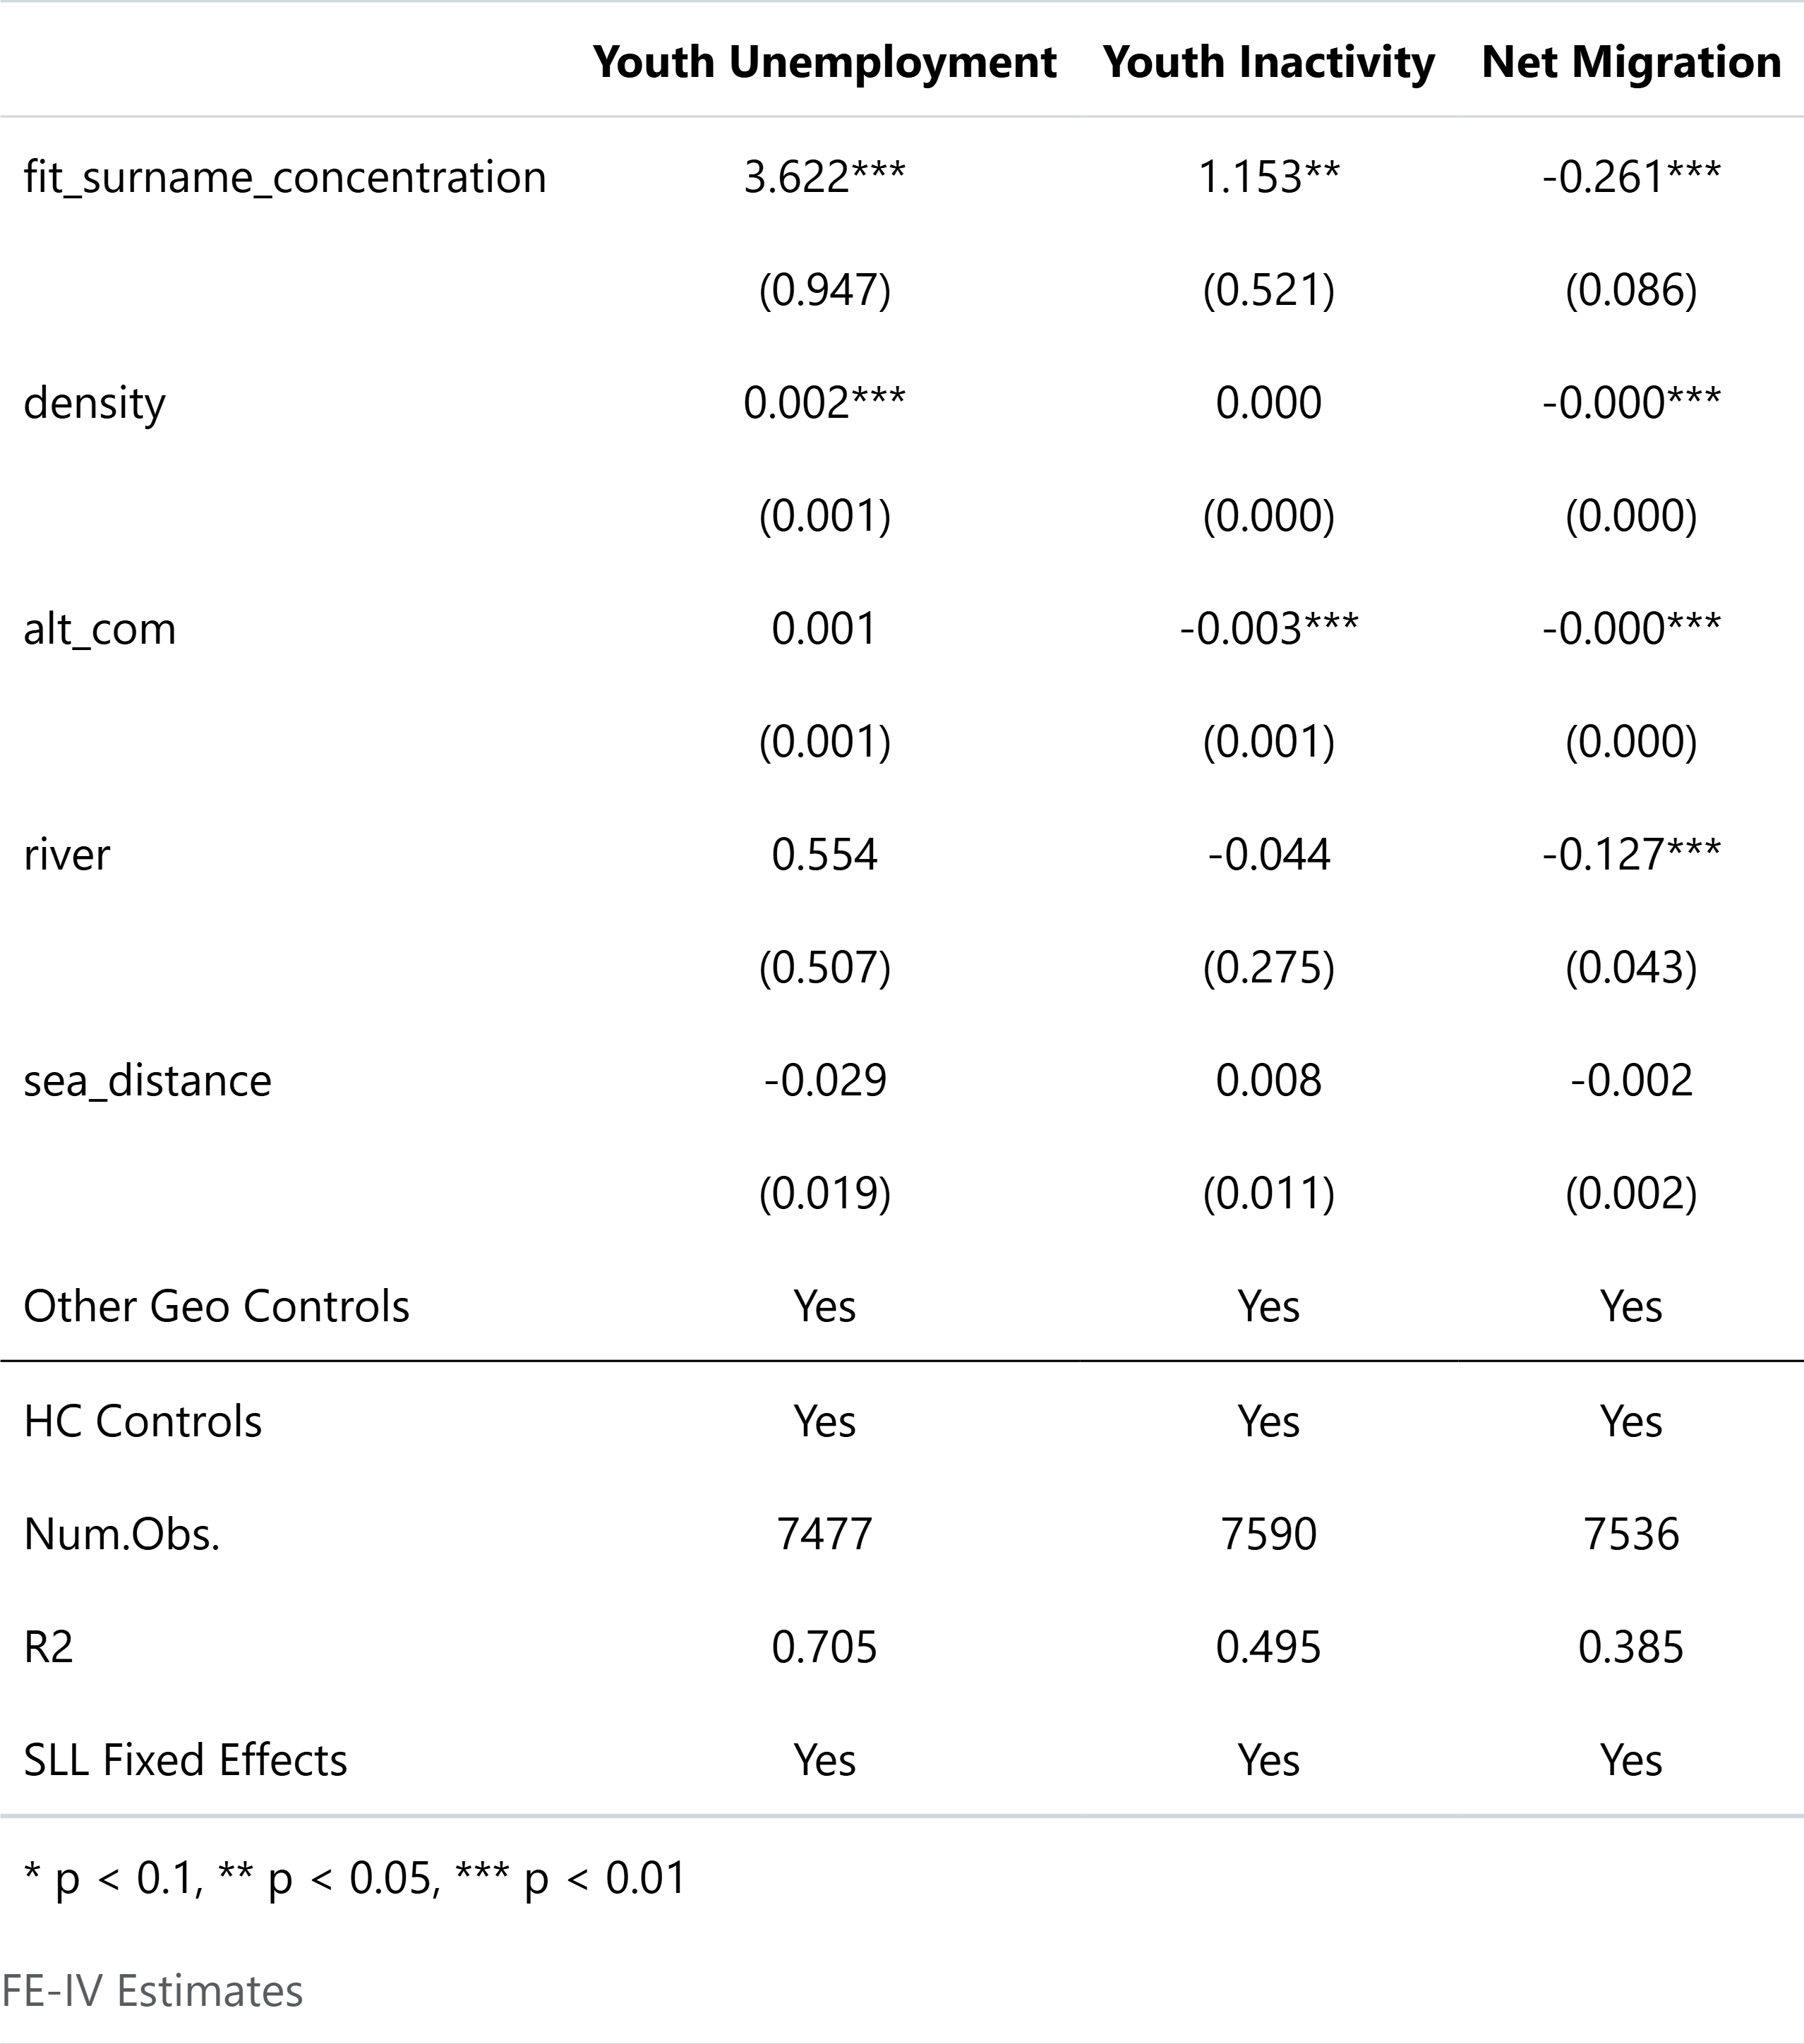 Youth Unemployment Youth Inactivity Net Migration
fit_surname_concentration 3.622*** 1.153** -0.261***
(0.947) (0.521) (0.086)
density 0.002*** 0.000 -0.000***
(0.001) (0.000) (0.000)
alt_com 0.001 -0.003*** -0.000***
(0.001) (0.001) (0.000)
river 0.554 -0.044 -0.127***
(0.507) (0.275) (0.043)
sea_distance -0.029 0.008 -0.002
(0.019) (0.011) (0.002)
Other Geo Controls Yes Yes Yes
HC Controls Yes Yes Yes
Num.Obs. 7477 7590 7536
R2 0.705 0.495 0.385
SLL Fixed Effects Yes Yes Yes
* p < 0.1, ** p < 0.05, *** p < 0.01
FE-IV Estimates